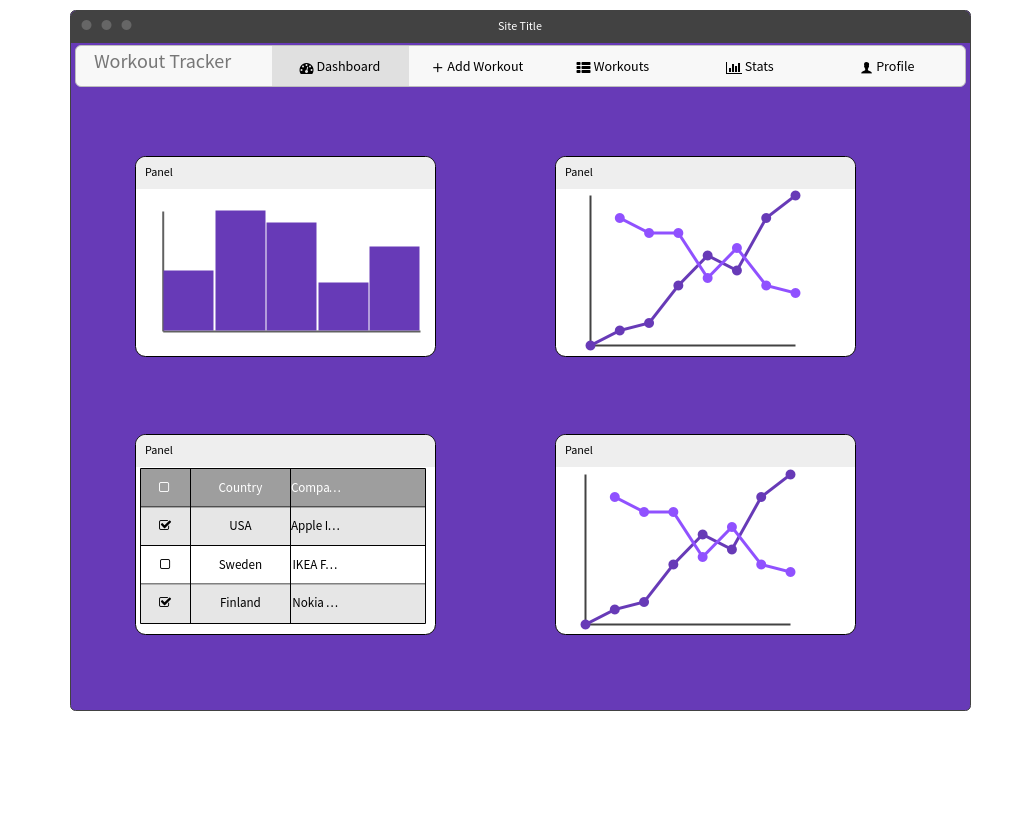 Site Title
Workout Tracker Dashboard Add Workout Workouts Stats Profile
Panel
Panel
Panel
Country Compa...
USA Apple I...
Sweden IKEA F...
Finland Nokia ...
Panel